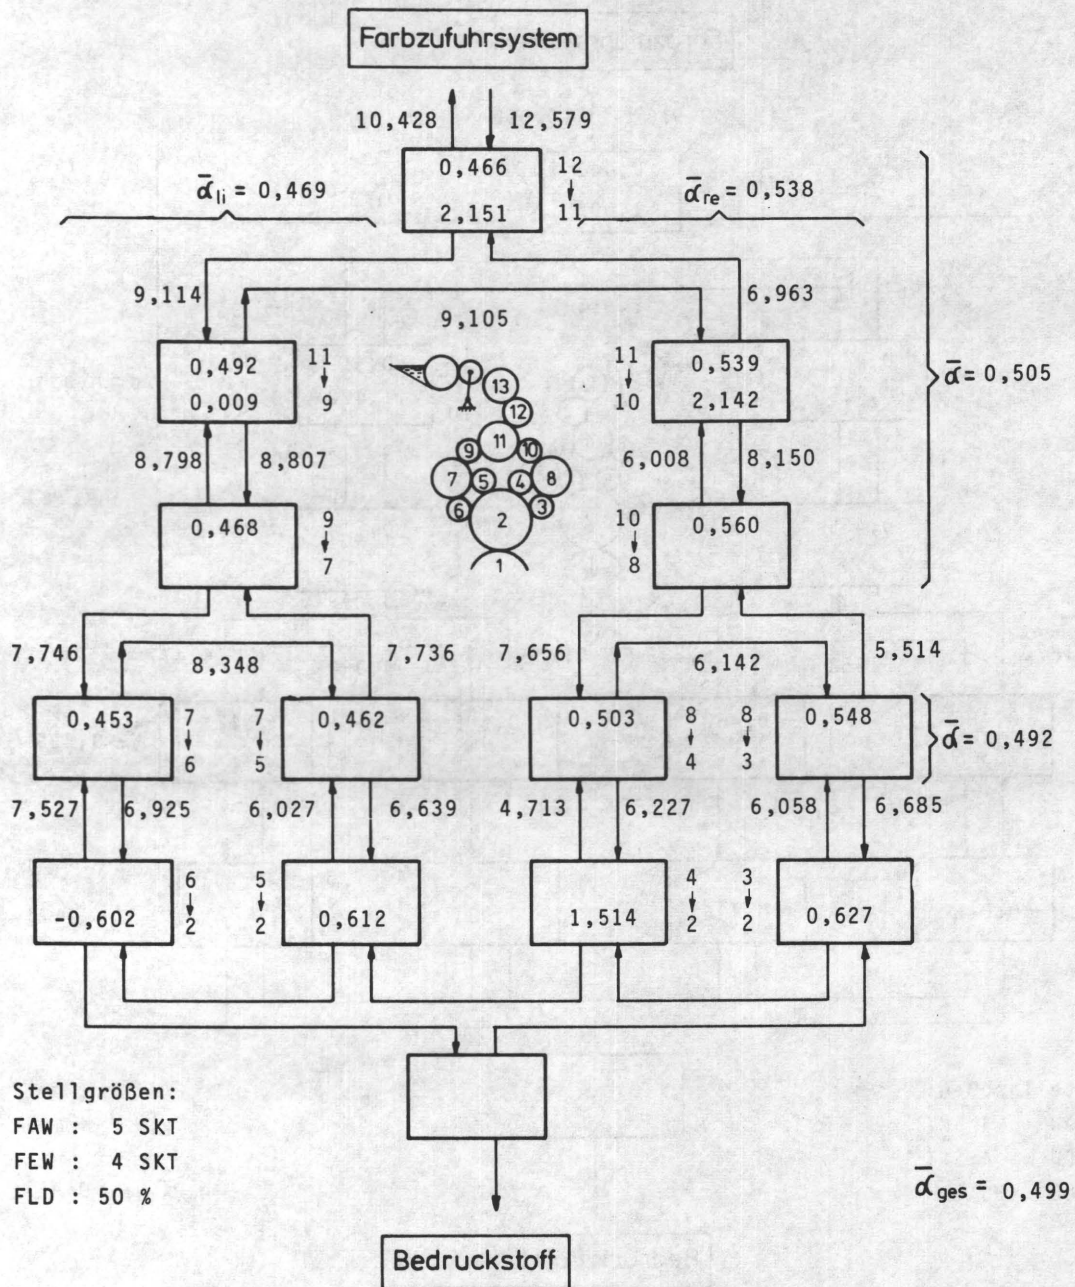 Farbzufuhrsystem
10,428 12,579
0,466 12
↓
2,151 11
ᾱli = 0,469 ᾱre = 0,538
9,114 6,963
9,105
0,492 11
↓
0,009 9
11 0,539
↓
10 2,142
ᾱ = 0,505
13
12
11
9 10
7 5 4 8
6 3
2
1
8,798 8,807 6,008 8,150
0,468 9
↓
7
10 0,560
↓
8
7,746 8,348 7,736 7,656 6,142 5,514
0,453 7 7 0,462 0,503 8 8 0,548
↓ ↓ ↓ ↓
6 5 4 3
ᾱ = 0,492
7,527 6,925 6,027 6,639 4,713 6,227 6,058 6,685
6 5 4 3
↓ ↓ ↓ ↓
-0,602 2 2 0,612 1,514 2 2 0,627
Stellgrößen:
FAW : 5 SKT
FEW : 4 SKT
FLD : 50 %
ᾱges = 0,499
Bedruckstoff